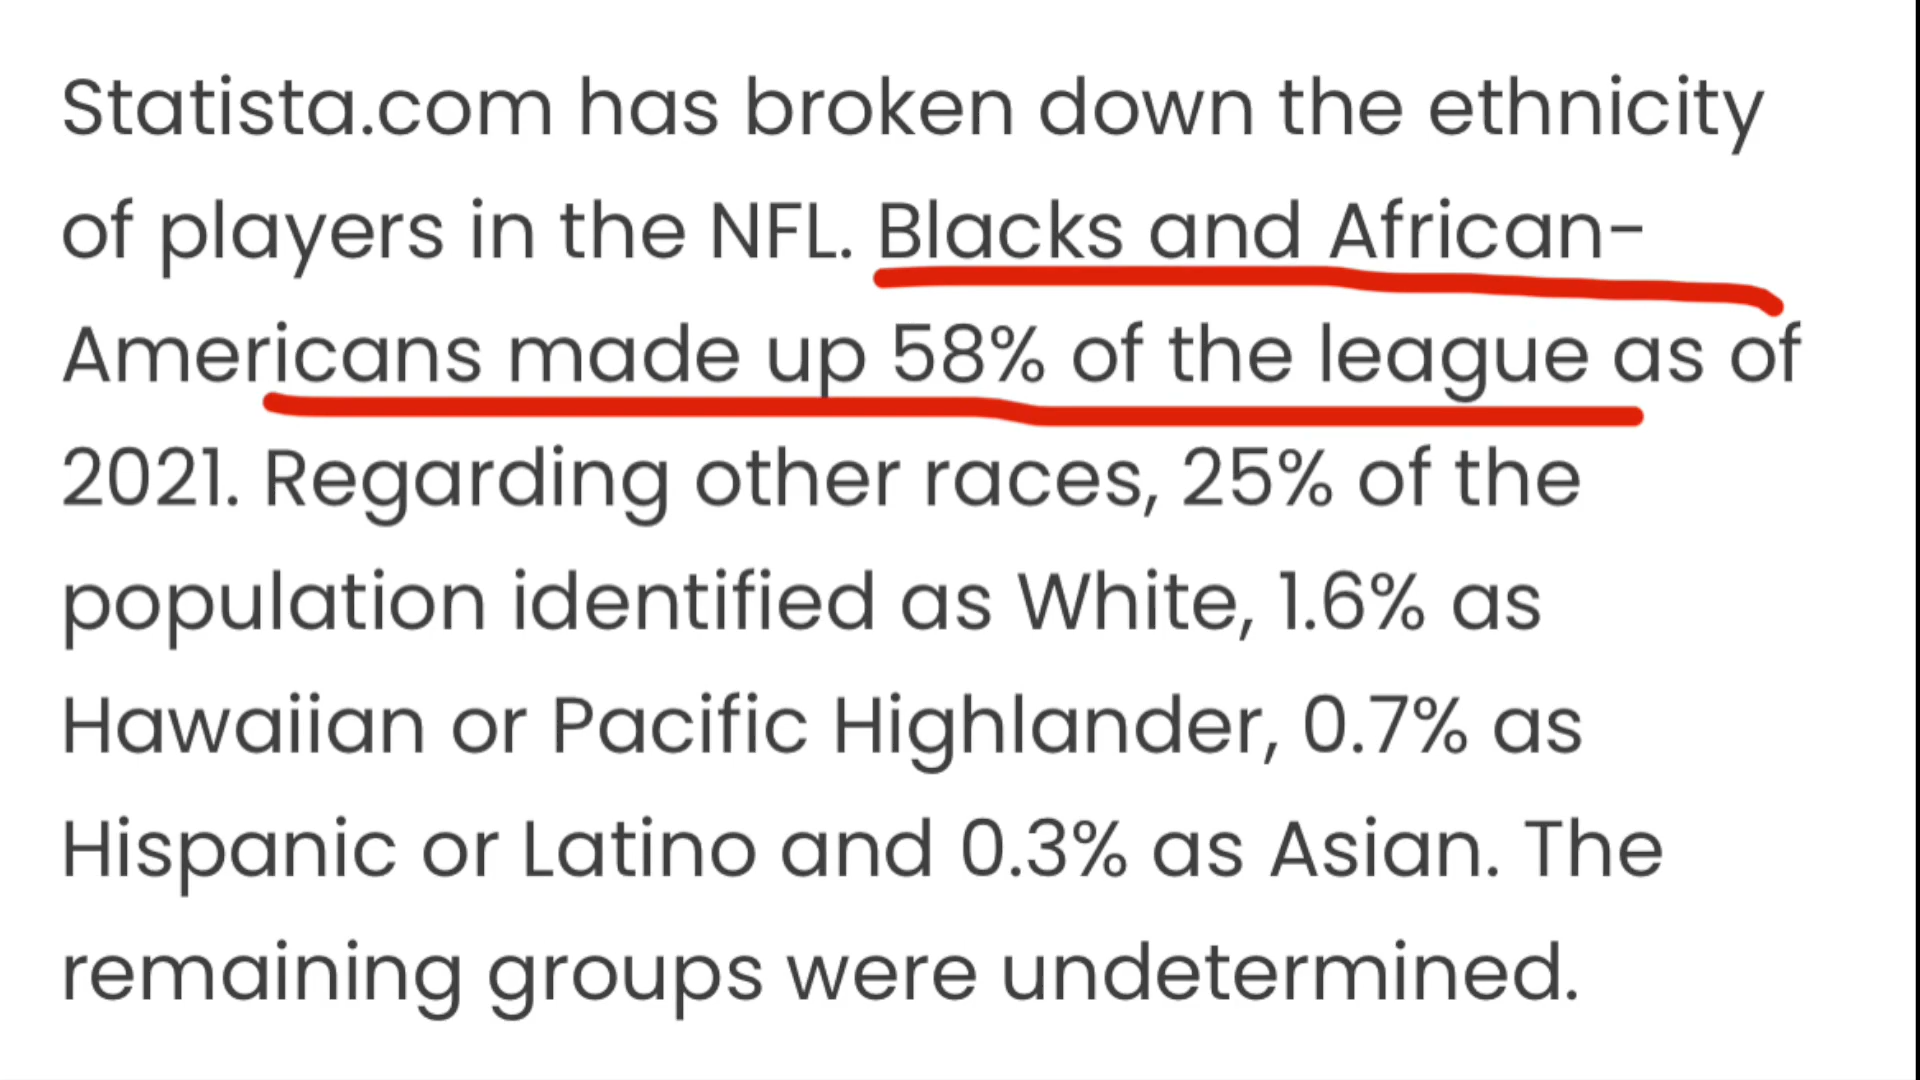 Statista.com has broken down the ethnicity
of players in the NFL. Blacks and African-
Americans made up 58% of the league as of
2021. Regarding other races, 25% of the
population identified as White, 1.6% as
Hawaiian or Pacific Highlander, 0.7% as
Hispanic or Latino and 0.3% as Asian. The
remaining groups were undetermined.